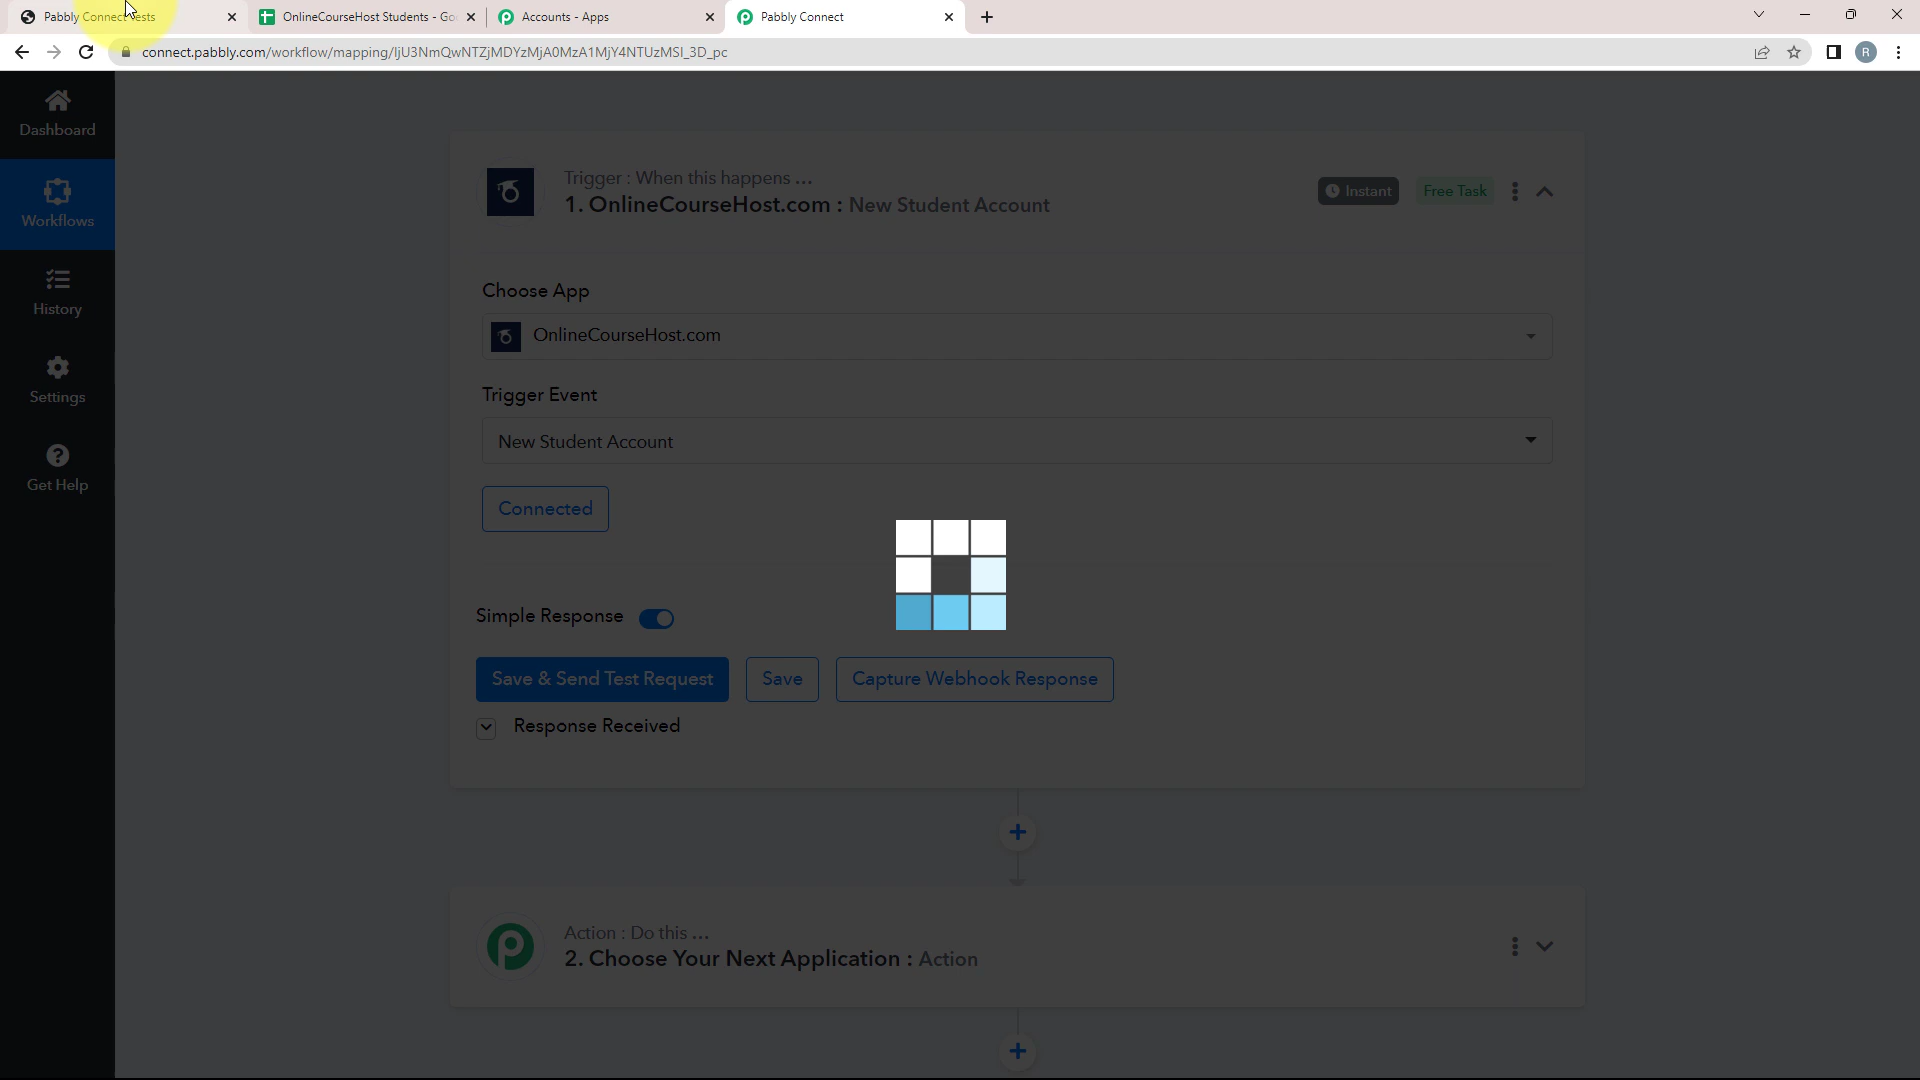 Pabbly Connect Tests
OnlineCourseHost Students - Go
Accounts - Apps
Pabbly Connect
connect.pabbly.com/workflow/mapping/IjU3NmQwNTZjMDYzMjA0MzA1MjY4NTUzMSI_3D_pc
R
Dashboard
Workflows
History
Settings
Get Help
Trigger : When this happens ...
1. OnlineCourseHost.com : New Student Account
Instant
Free Task
Choose App
OnlineCourseHost.com
Trigger Event
New Student Account
Connected
Simple Response
Save & Send Test Request
Save
Capture Webhook Response
Response Received
Action : Do this ...
2. Choose Your Next Application : Action